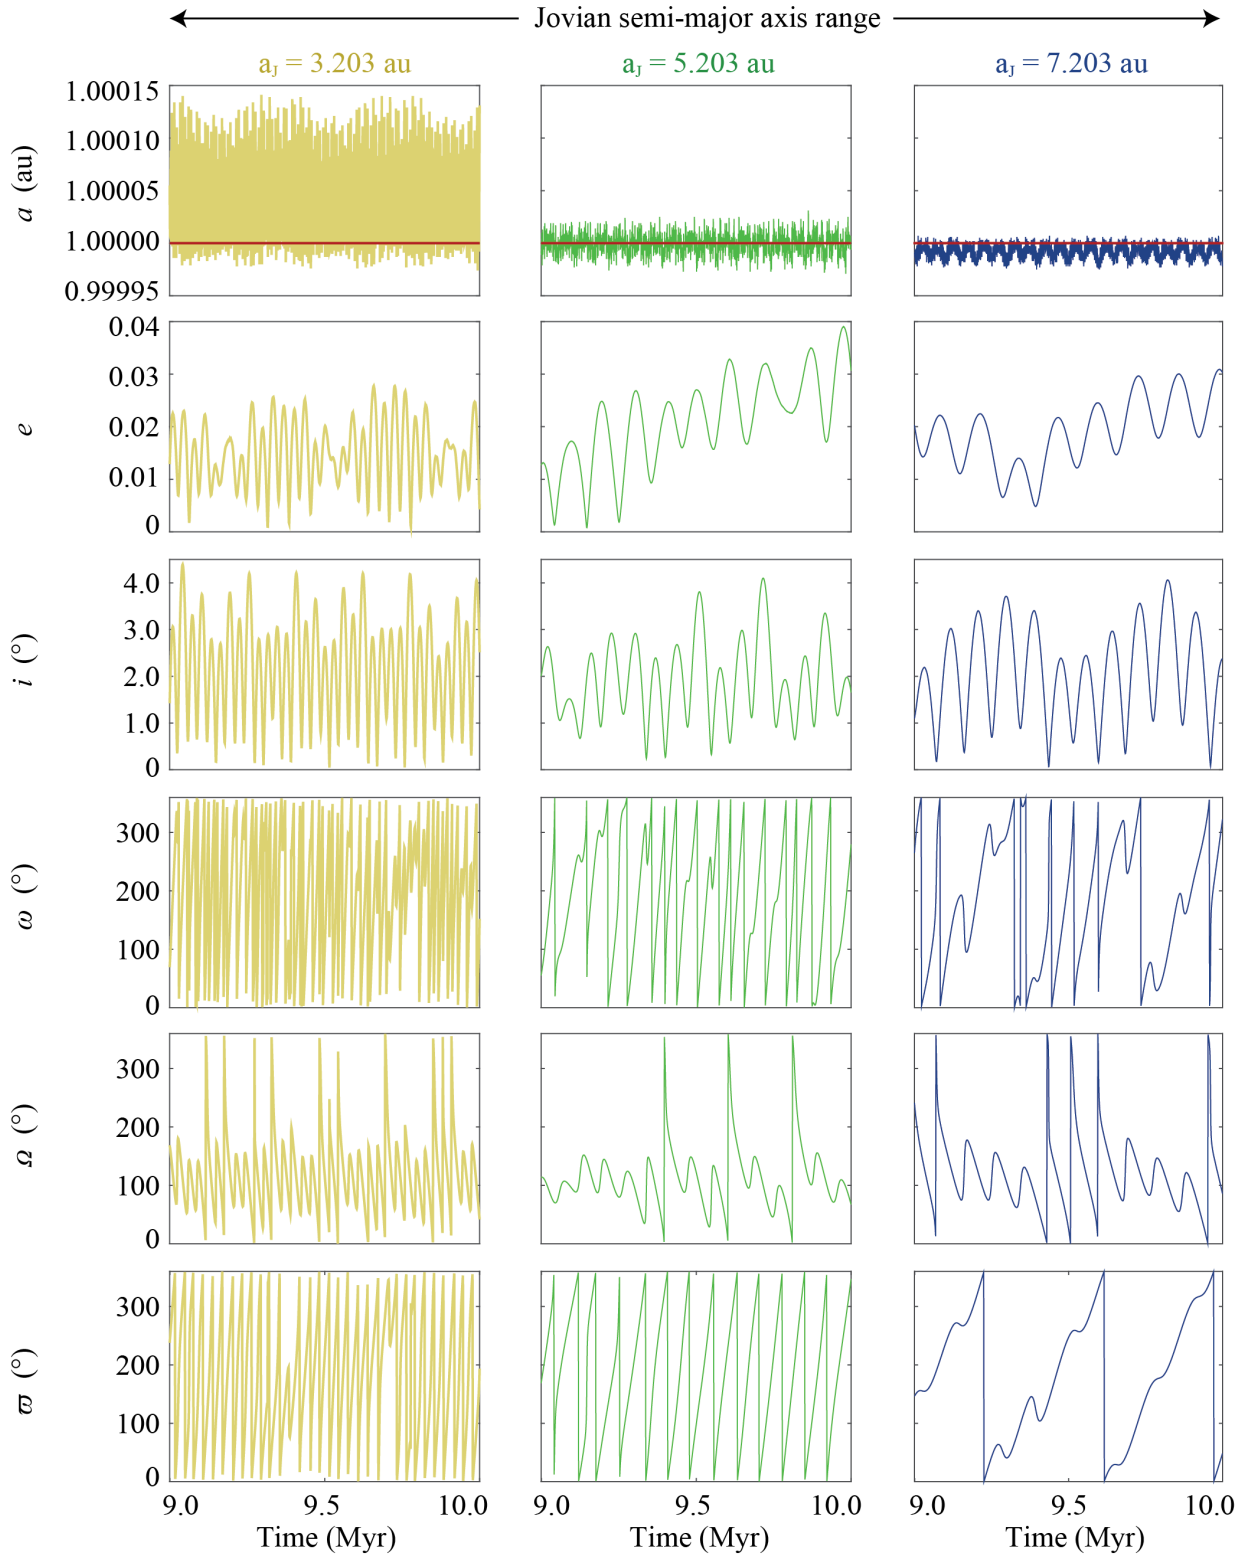 Jovian semi-major axis range
aJ = 3.203 au
aJ = 5.203 au
aJ = 7.203 au
a (au)
1.00015
1.00010
1.00005
1.00000
0.99995
e
0.04
0.03
0.02
0.01
0
i (°)
4.0
3.0
2.0
1.0
0
ω (°)
300
200
100
0
Ω (°)
300
200
100
0
ϖ (°)
300
200
100
0
9.0 9.5 10.0 9.0 9.5 10.0 9.0 9.5 10.0
Time (Myr) Time (Myr) Time (Myr)